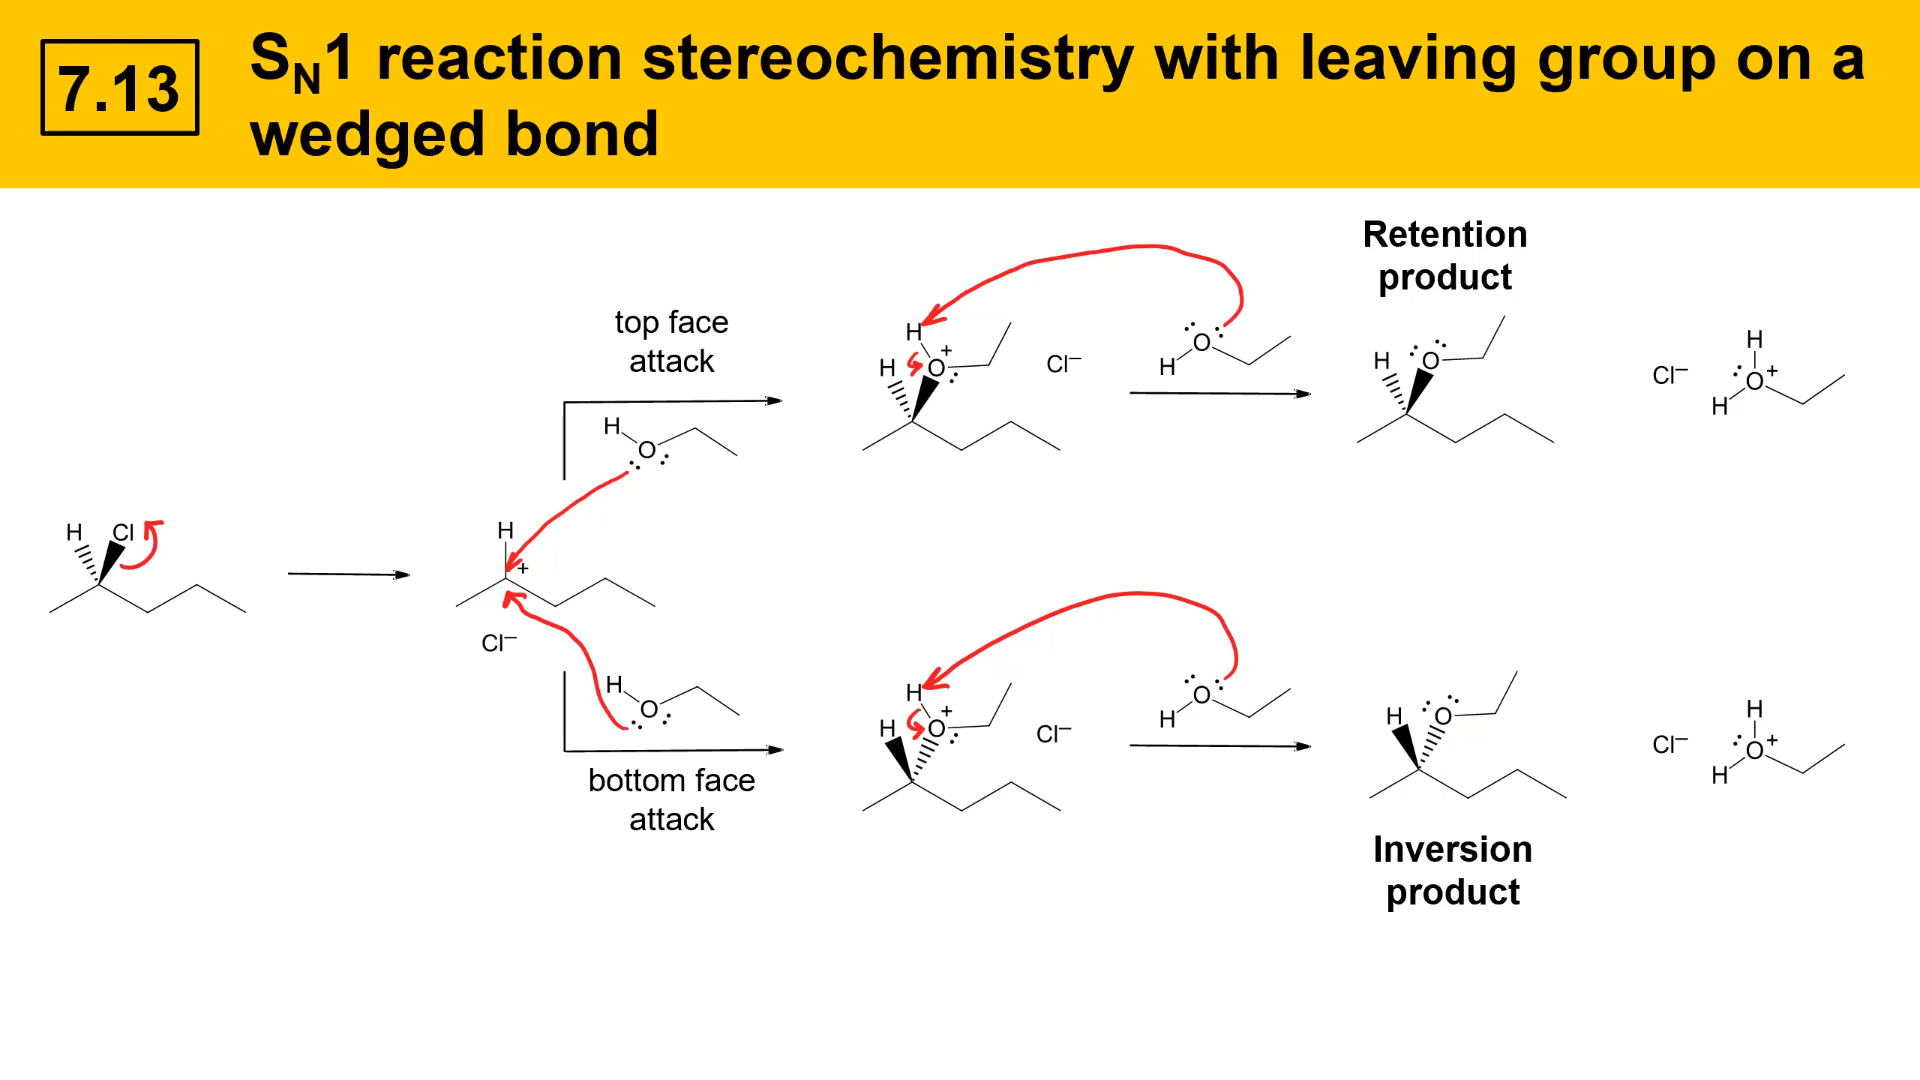 7.13
S_N1 reaction stereochemistry with leaving group on a
wedged bond
Retention
product
top face
attack
H
H
O
+
Cl⁻
H
O
H
O
Cl⁻
H
H
O
+
H
O
H
Cl
H
+
Cl⁻
H
O
H
H
O
+
Cl⁻
H
O
H
O
Cl⁻
H
H
O
+
bottom face
attack
Inversion
product